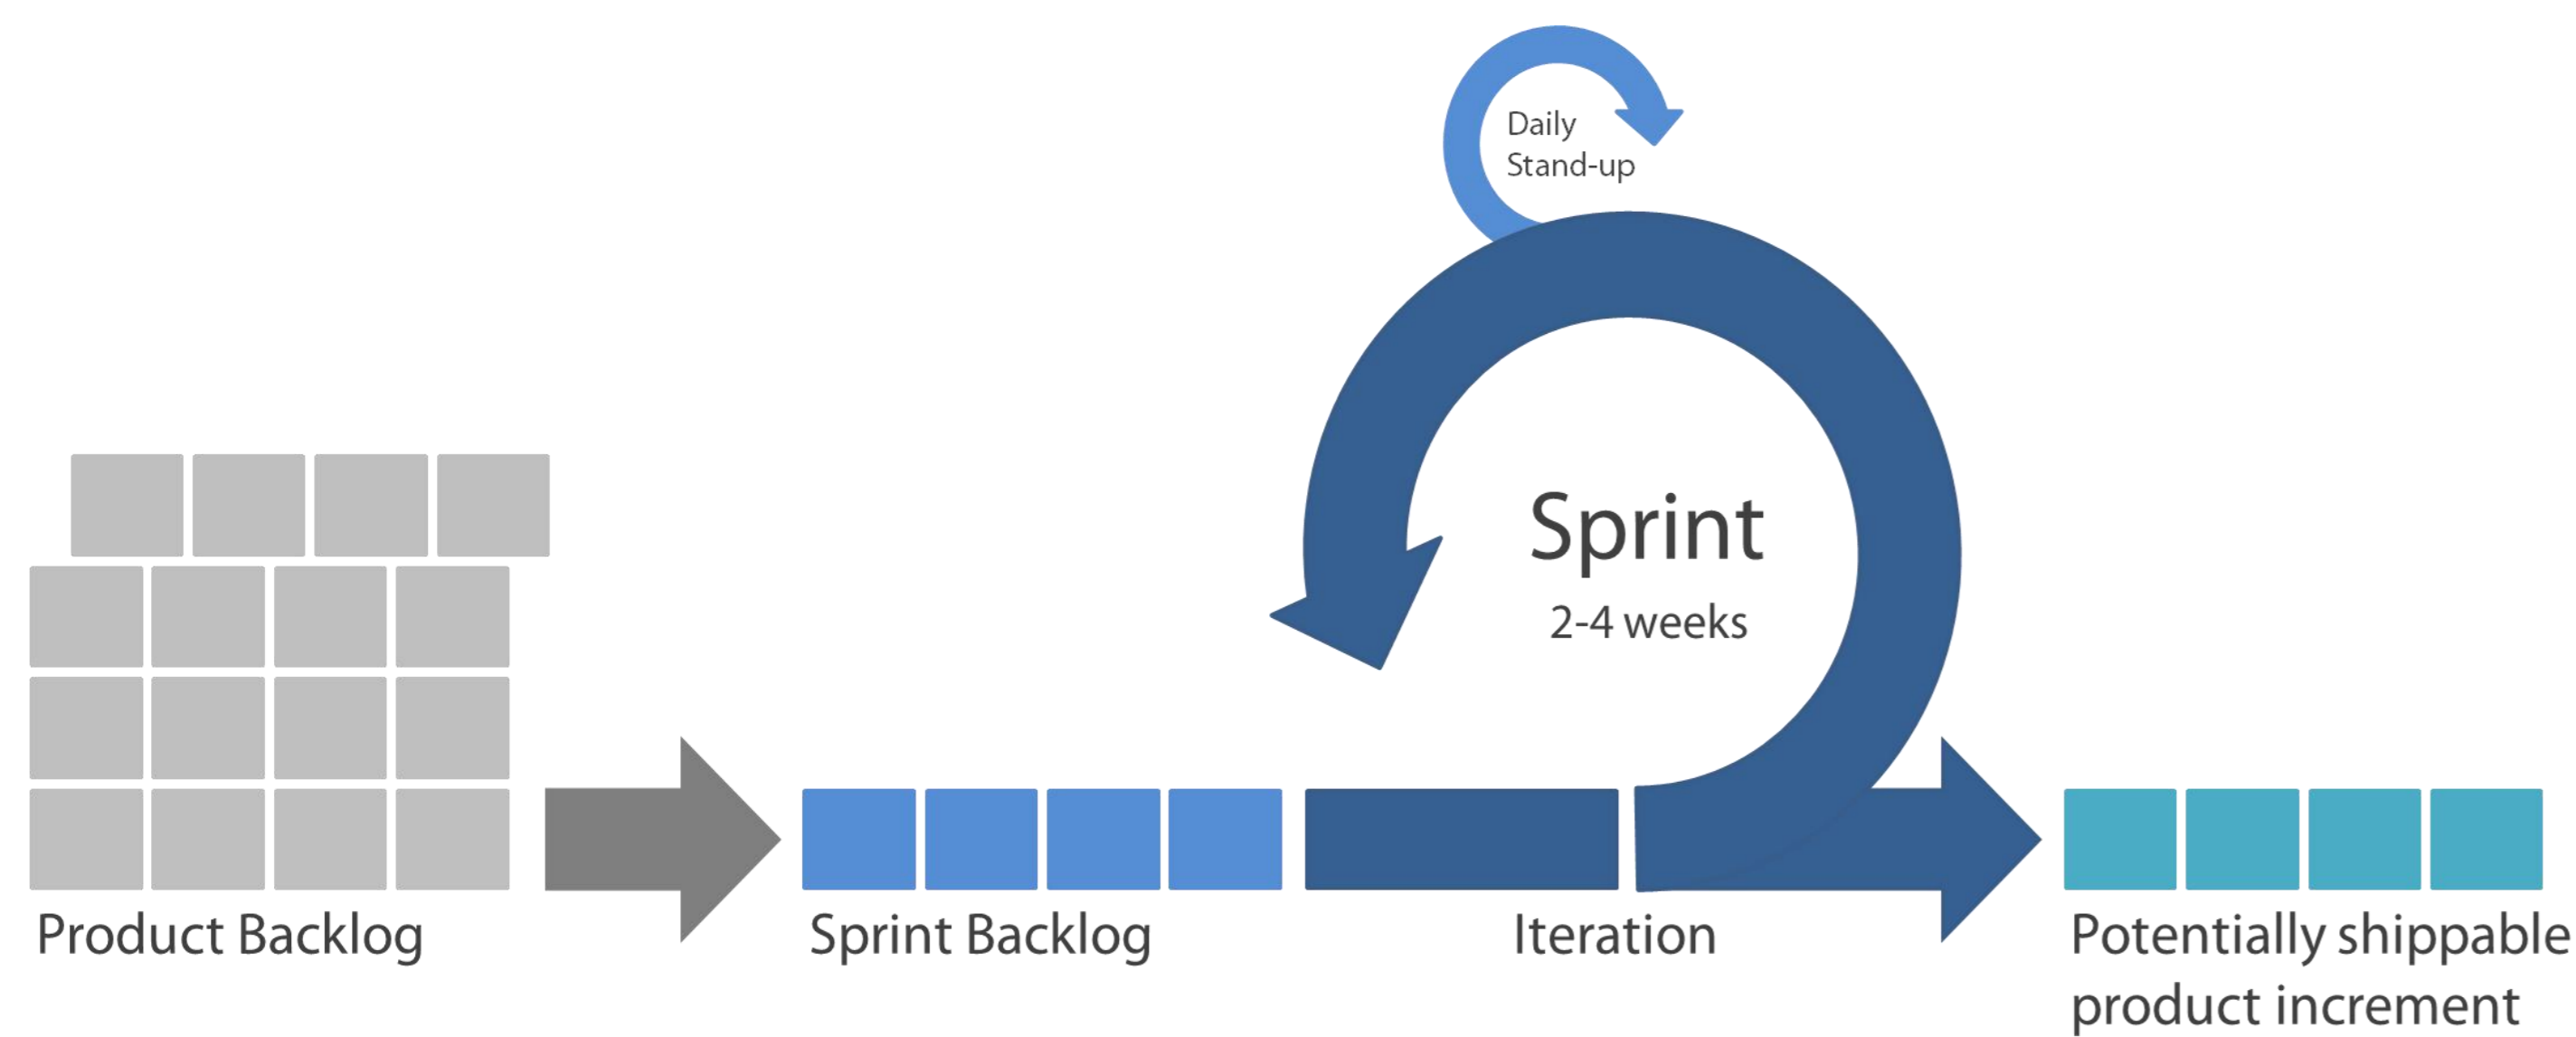 Daily
Stand-up
Sprint
2-4 weeks
Product Backlog
Sprint Backlog
Iteration
Potentially shippable
product increment